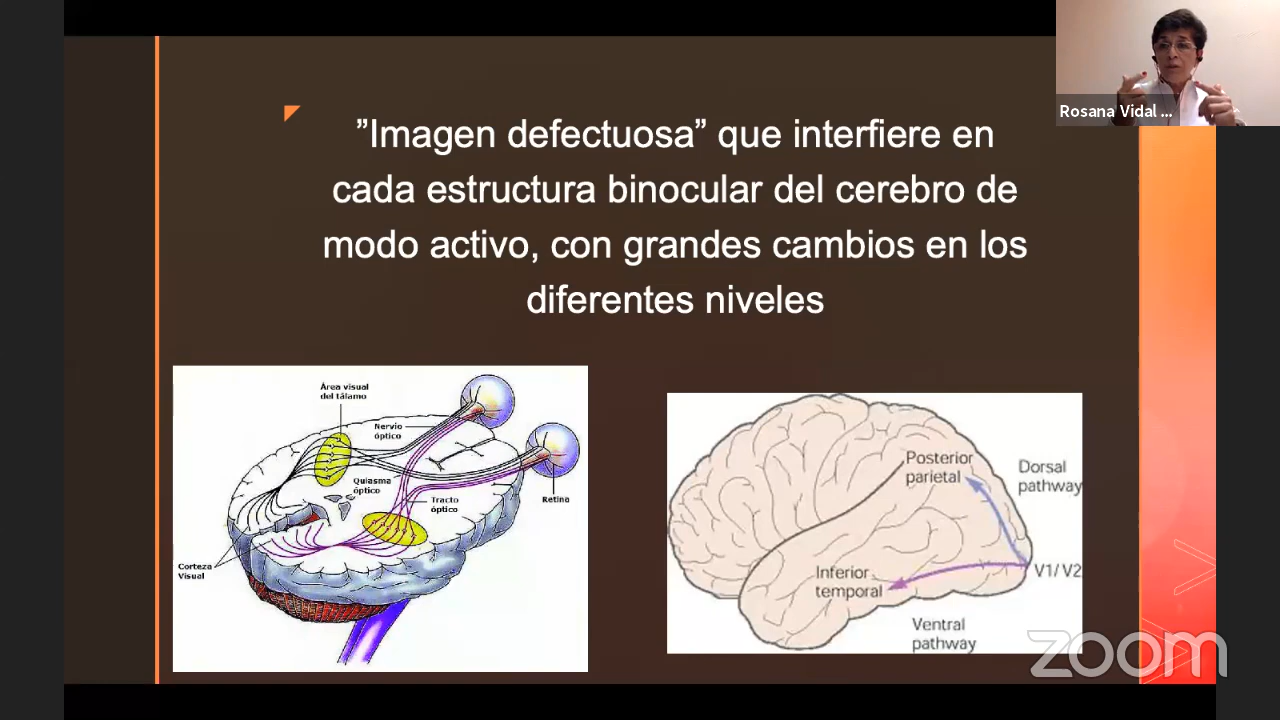 ”Imagen defectuosa” que interfiere en
cada estructura binocular del cerebro de
modo activo, con grandes cambios en los
diferentes niveles
Rosana Vidal ...
Área visual
del tálamo
Nervio
óptico
Quiasma
óptico
Tracto
óptico
Retina
Corteza
Visual
Posterior
parietal
Dorsal
pathway
V1/V2
Inferior
temporal
Ventral
pathway
zoom